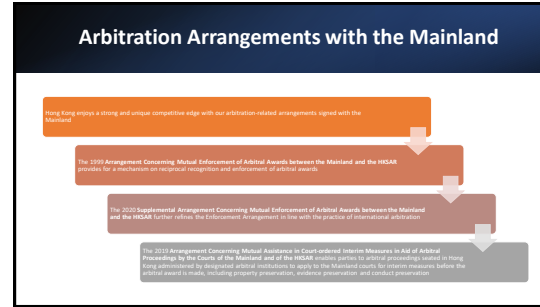 Arbitration Arrangements with the Mainland
Hong Kong enjoys a strong and unique competitive edge with our arbitration-related arrangements signed with the
Mainland
The 1999 Arrangement Concerning Mutual Enforcement of Arbitral Awards between the Mainland and the HKSAR
provides for a mechanism on reciprocal recognition and enforcement of arbitral awards
The 2020 Supplemental Arrangement Concerning Mutual Enforcement of Arbitral Awards between the Mainland
and the HKSAR further refines the Enforcement Arrangement in line with the practice of international arbitration
The 2019 Arrangement Concerning Mutual Assistance in Court-ordered Interim Measures in Aid of Arbitral
Proceedings by the Courts of the Mainland and of the HKSAR enables parties to arbitral proceedings seated in Hong
Kong administered by designated arbitral institutions to apply to the Mainland courts for interim measures before the
arbitral award is made, including property preservation, evidence preservation and conduct preservation